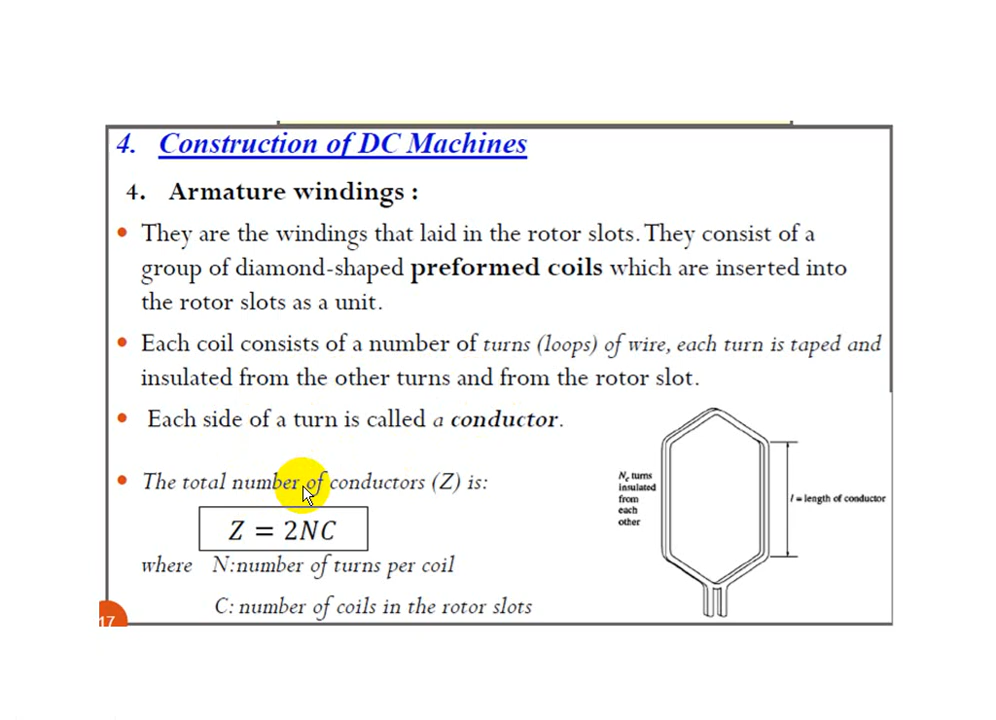 4. Construction of DC Machines
4. Armature windings :
• They are the windings that laid in the rotor slots. They consist of a
group of diamond-shaped preformed coils which are inserted into
the rotor slots as a unit.
• Each coil consists of a number of turns (loops) of wire, each turn is taped and
insulated from the other turns and from the rotor slot.
• Each side of a turn is called a conductor.
• The total number of conductors (Z) is:
Z = 2NC
where N:number of turns per coil
C: number of coils in the rotor slots
Nc turns
insulated
from
each
other
l = length of conductor
17